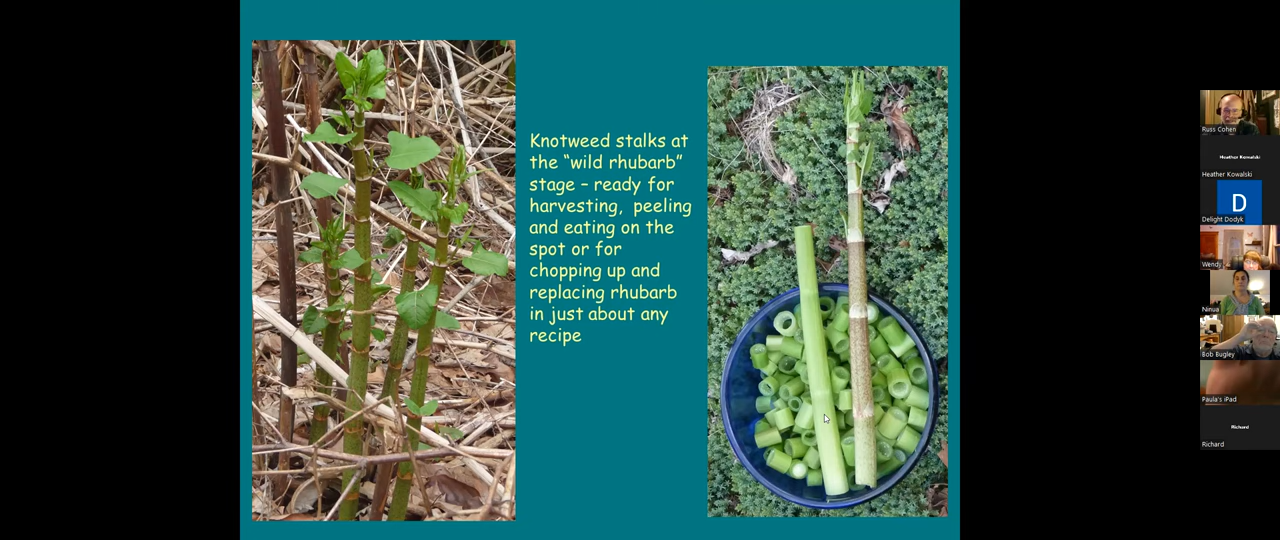 Knotweed stalks at
the “wild rhubarb”
stage – ready for
harvesting, peeling
and eating on the
spot or for
chopping up and
replacing rhubarb
in just about any
recipe
Russ Cohen
Heather Kowalski
Heather Kowalski
D
Delight Dodyk
Wendy
Ninua
Bob Bugley
Paula's iPad
Richard
Richard